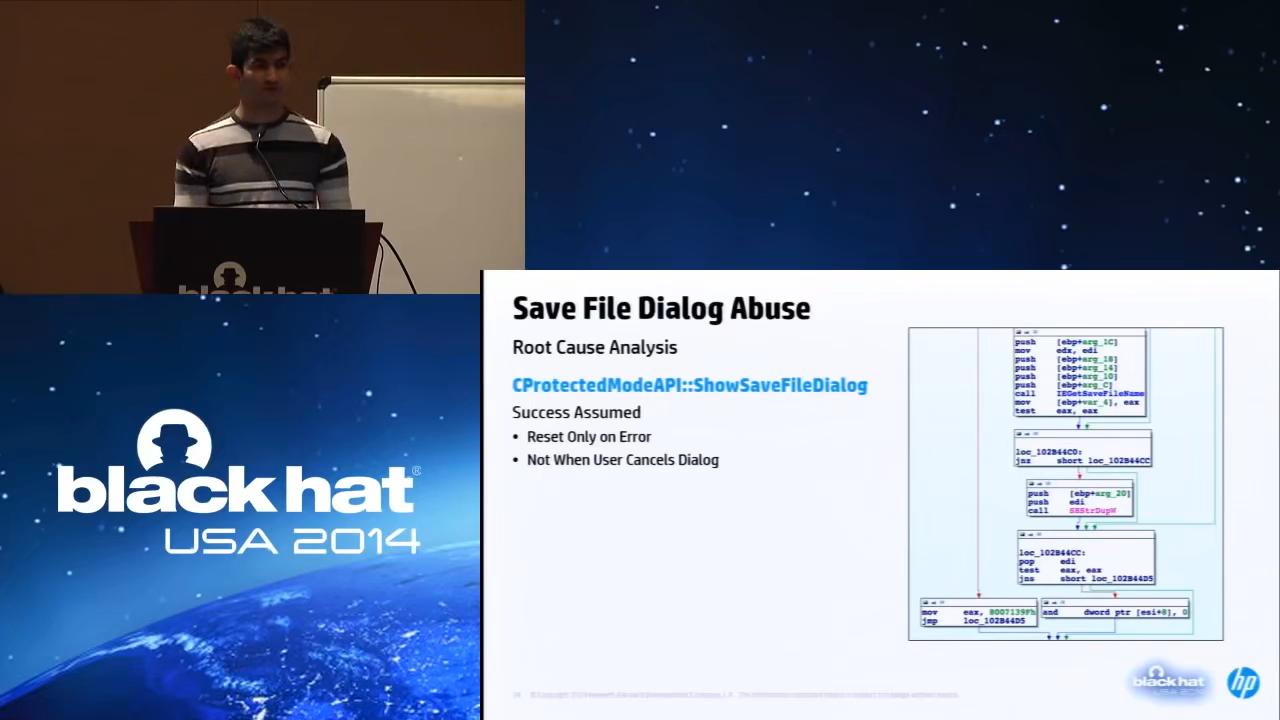 black hat
black hat®
USA 2014
Save File Dialog Abuse
Root Cause Analysis
CProtectedModeAPI::ShowSaveFileDialog
Success Assumed
• Reset Only on Error
• Not When User Cancels Dialog
push [ebp+arg_1C]
mov edx, edi
push [ebp+arg_18]
push [ebp+arg_14]
push [ebp+arg_10]
push [ebp+arg_C]
call IEGetSaveFileName
mov [ebp+var_4], eax
test eax, eax
loc_102B44C0:
jnz short loc_102B44CC
push [ebp+arg_20]
push edi
call SHStrDupW
loc_102B44CC:
pop edi
test eax, eax
jns short loc_102B44D5
mov eax, 8007139Fh
jmp loc_102B44D5
and dword ptr [esi+8], 0
black hat
USA 2014
hp